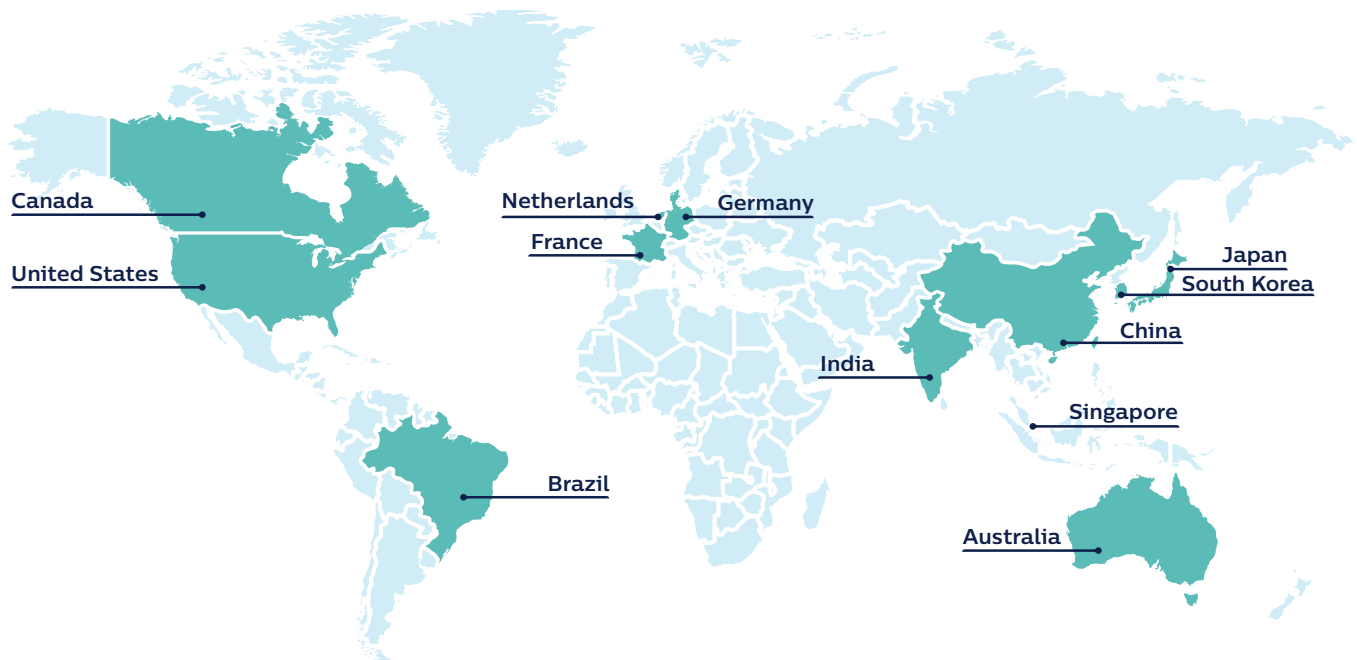 Canada
Netherlands
Germany
France
Japan
United States
South Korea
China
India
Singapore
Brazil
Australia